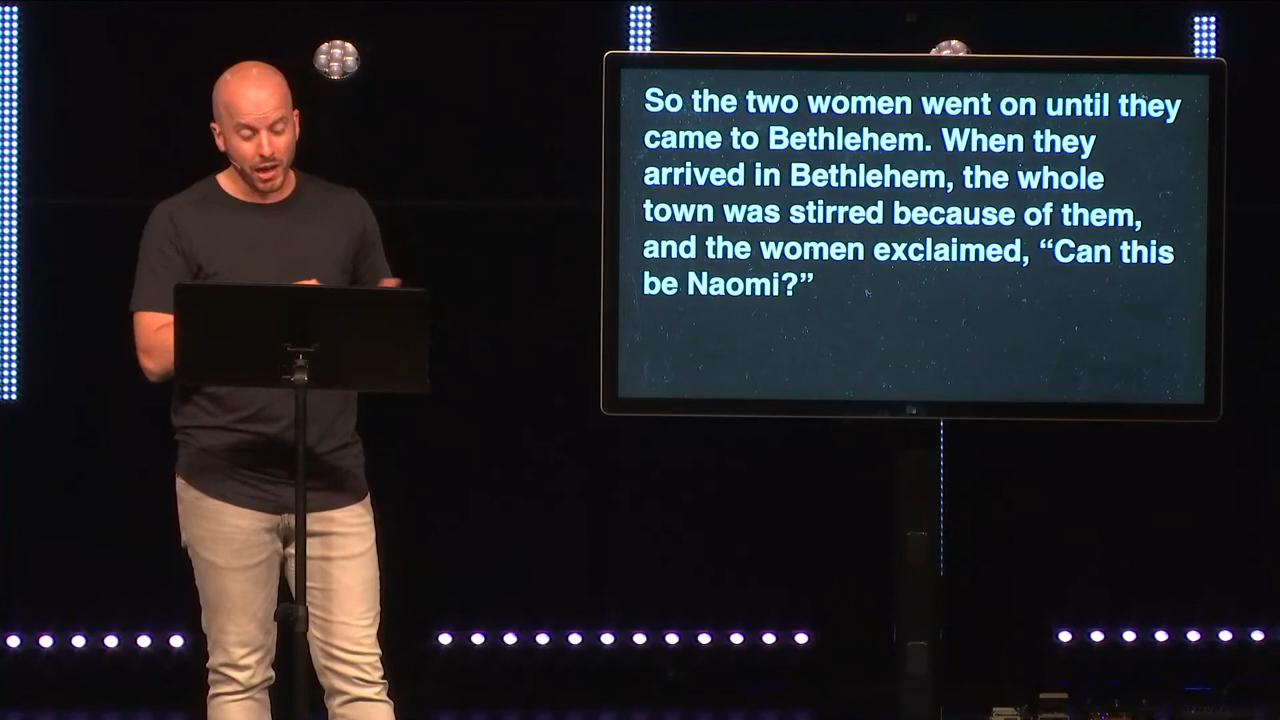 So the two women went on until they
came to Bethlehem. When they
arrived in Bethlehem, the whole
town was stirred because of them,
and the women exclaimed, “Can this
be Naomi?”